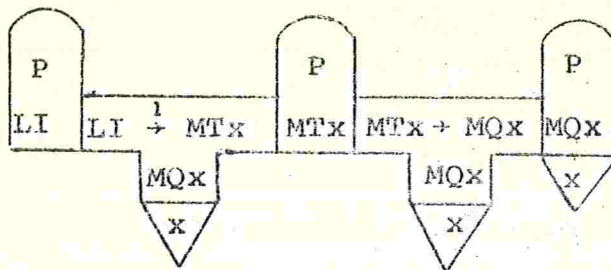 P P P
LI LI 1→ MTx MTx MTx → MQx MQx
MQx MQx x
x x